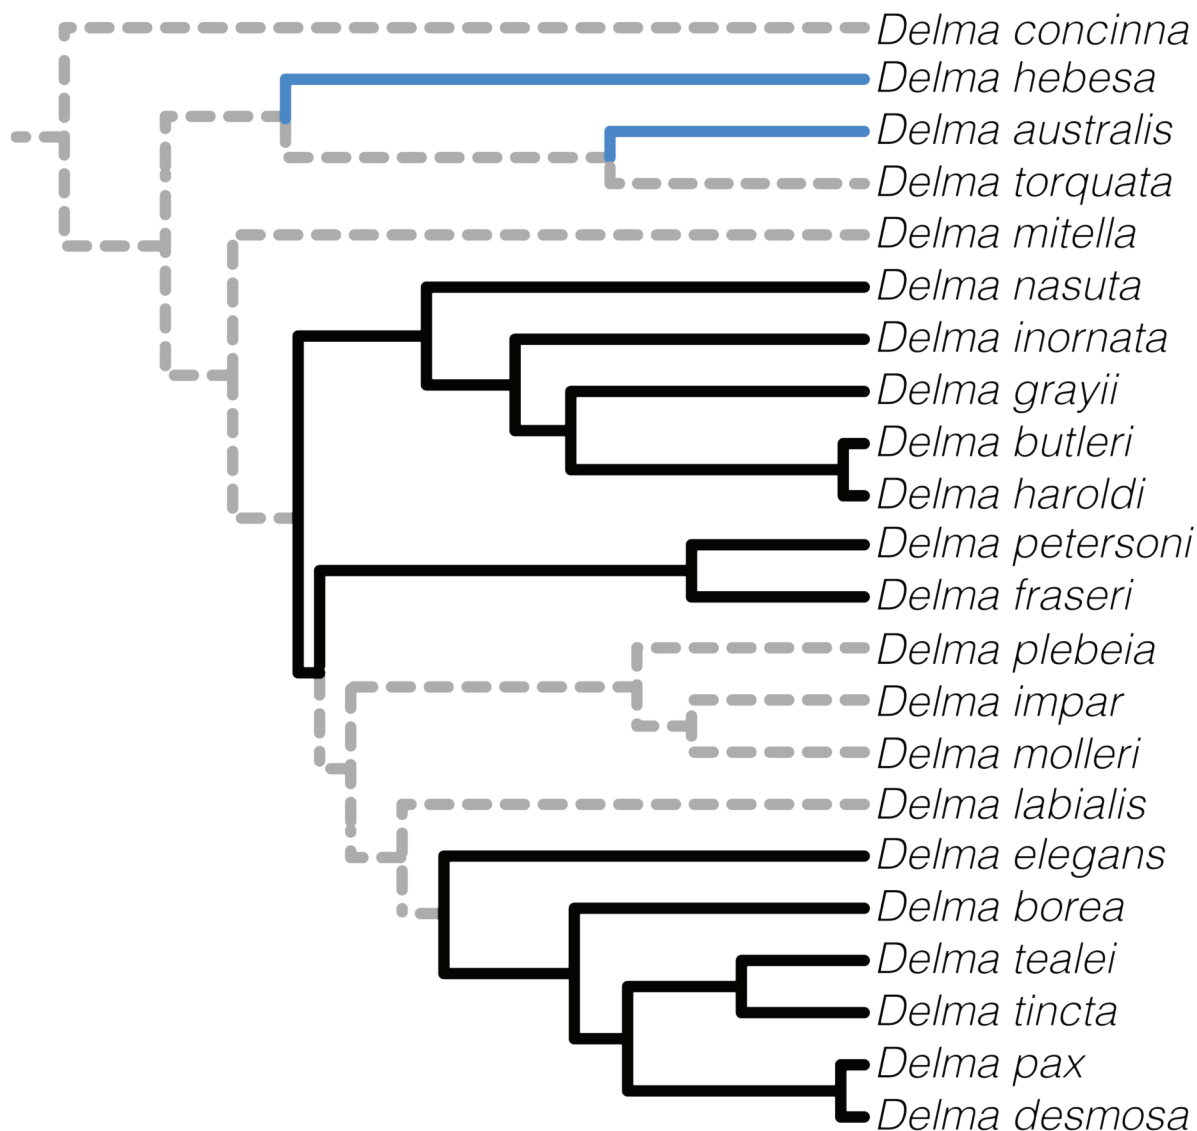 Delma concinna
Delma hebesa
Delma australis
Delma torquata
Delma mitella
Delma nasuta
Delma inornata
Delma grayii
Delma butleri
Delma haroldi
Delma petersoni
Delma fraseri
Delma plebeia
Delma impar
Delma molleri
Delma labialis
Delma elegans
Delma borea
Delma tealei
Delma tincta
Delma pax
Delma desmosa